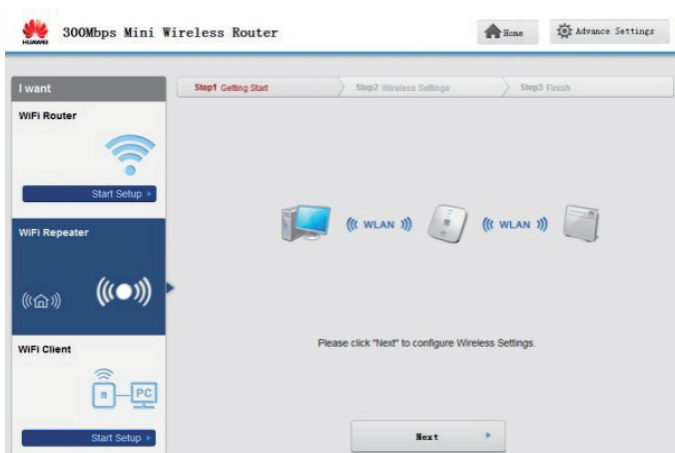 HUAWEI
300Mbps Mini Wireless Router
Home
Advance Settings
I want
Step1 Getting Start
Step2 Wireless Settings
Step3 Finish
WiFi Router
Start Setup
WiFi Repeater
((( WLAN )))
((( WLAN )))
WiFi Client
PC
Please click "Next" to configure Wireless Settings.
Start Setup
Next